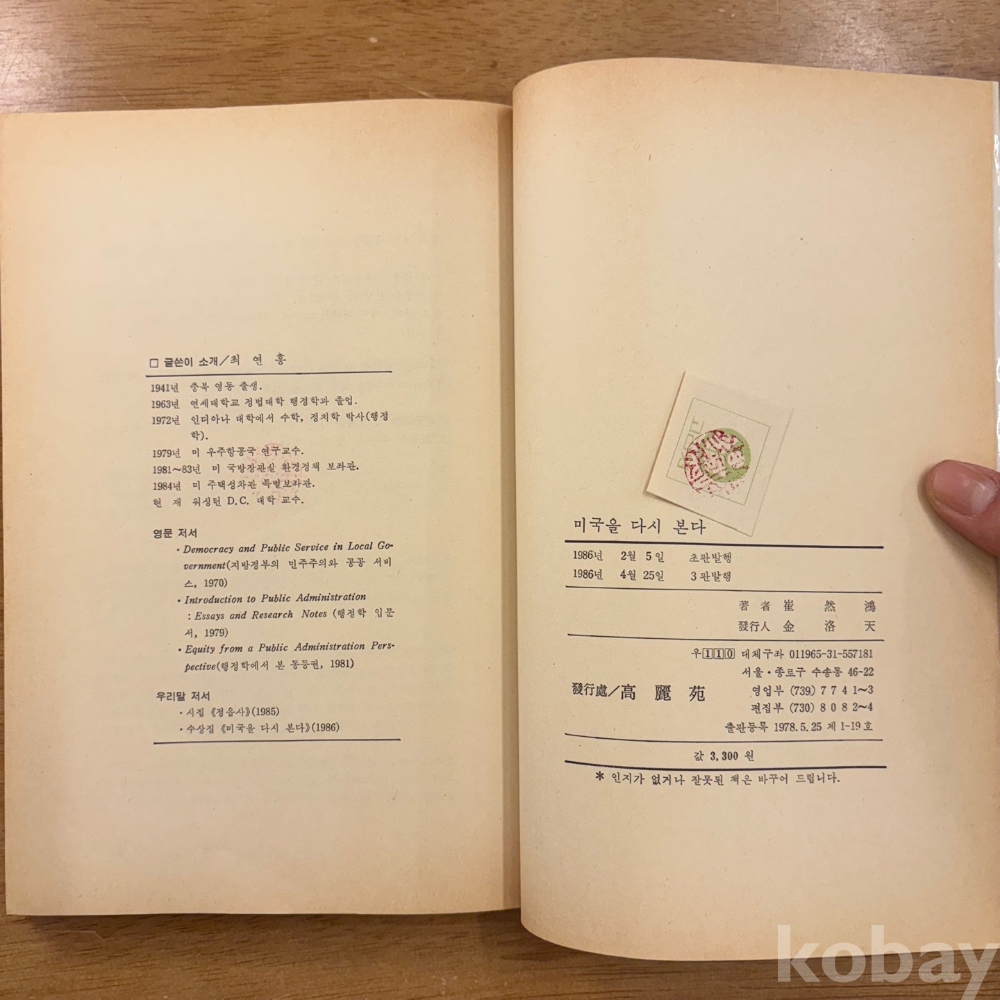 □ 글쓴이 소개/최 연 홍
1941년 충북 영동 출생.
1963년 연세대학교 정법대학 행정학과 졸업.
1972년 인디아나 대학에서 수학, 정치학 박사(행정
학).
1979년 미 우주항공국 연구교수.
1981~83년 미 국방장관실 환경정책 보좌관.
1984년 미 주택성차관 특별보좌관.
현 재 워싱턴 D.C. 대학 교수.
영문 저서
• Democracy and Public Service in Local Go-
vernment(지방정부의 민주주의와 공공 서비
스, 1970)
• Introduction to Public Administration
: Essays and Research Notes (행정학 입문
서, 1979)
• Equity from a Public Administration Pers-
pective(행정학에서 본 동등편, 1981)
우리말 저서
• 시집 《정읍사》(1985)
• 수상집 《미국을 다시 본다》(1986)
미국을 다시 본다
1986년 2월 5일 초판발행
1986년 4월 25일 3판발행
著 者 崔 然 鴻
發行人 金 洛 天
우110 대체구좌 011965-31-557181
서울·종로구 수송동 46-22
發行處/高 麗 苑
영업부 (739) 7 7 4 1~3
편집부 (730) 8 0 8 2~4
출판등록 1978.5.25 제 1-19호
값 3,300 원
* 인지가 없거나 잘못된 책은 바꾸어 드립니다.
kobay